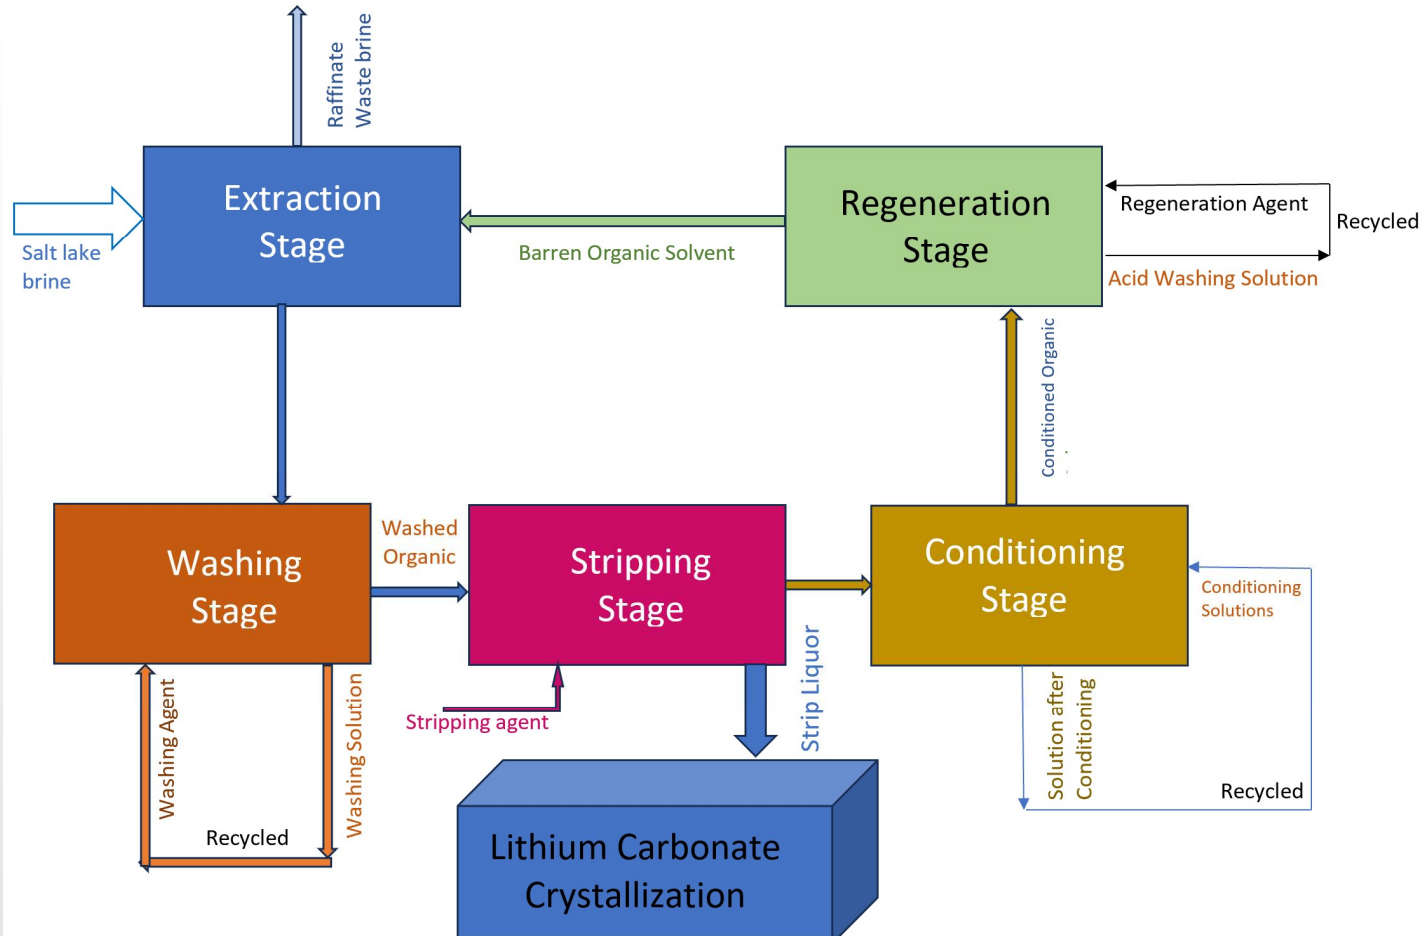 Raffinate
Waste brine
Extraction
Stage
Salt lake
brine
Barren Organic Solvent
Regeneration
Stage
Regeneration Agent
Recycled
Acid Washing Solution
Conditioned Organic
Washing
Stage
Washed
Organic
Stripping
Stage
Conditioning
Stage
Conditioning
Solutions
Washing Agent
Washing Solution
Recycled
Stripping agent
Strip Liquor
Solution after
Conditioning
Recycled
Lithium Carbonate
Crystallization